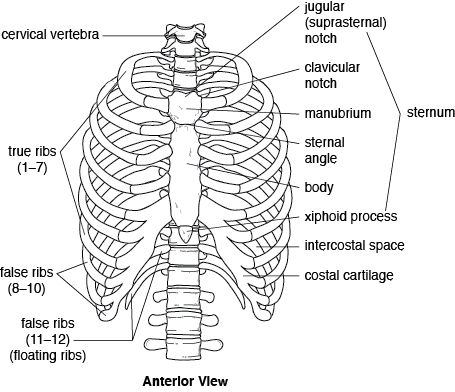 jugular
(suprasternal)
notch
cervical vertebra
clavicular
notch
manubrium
sternum
sternal
angle
true ribs
(1–7)
body
xiphoid process
intercostal space
false ribs
(8–10)
costal cartilage
false ribs
(11–12)
(floating ribs)
Anterior View